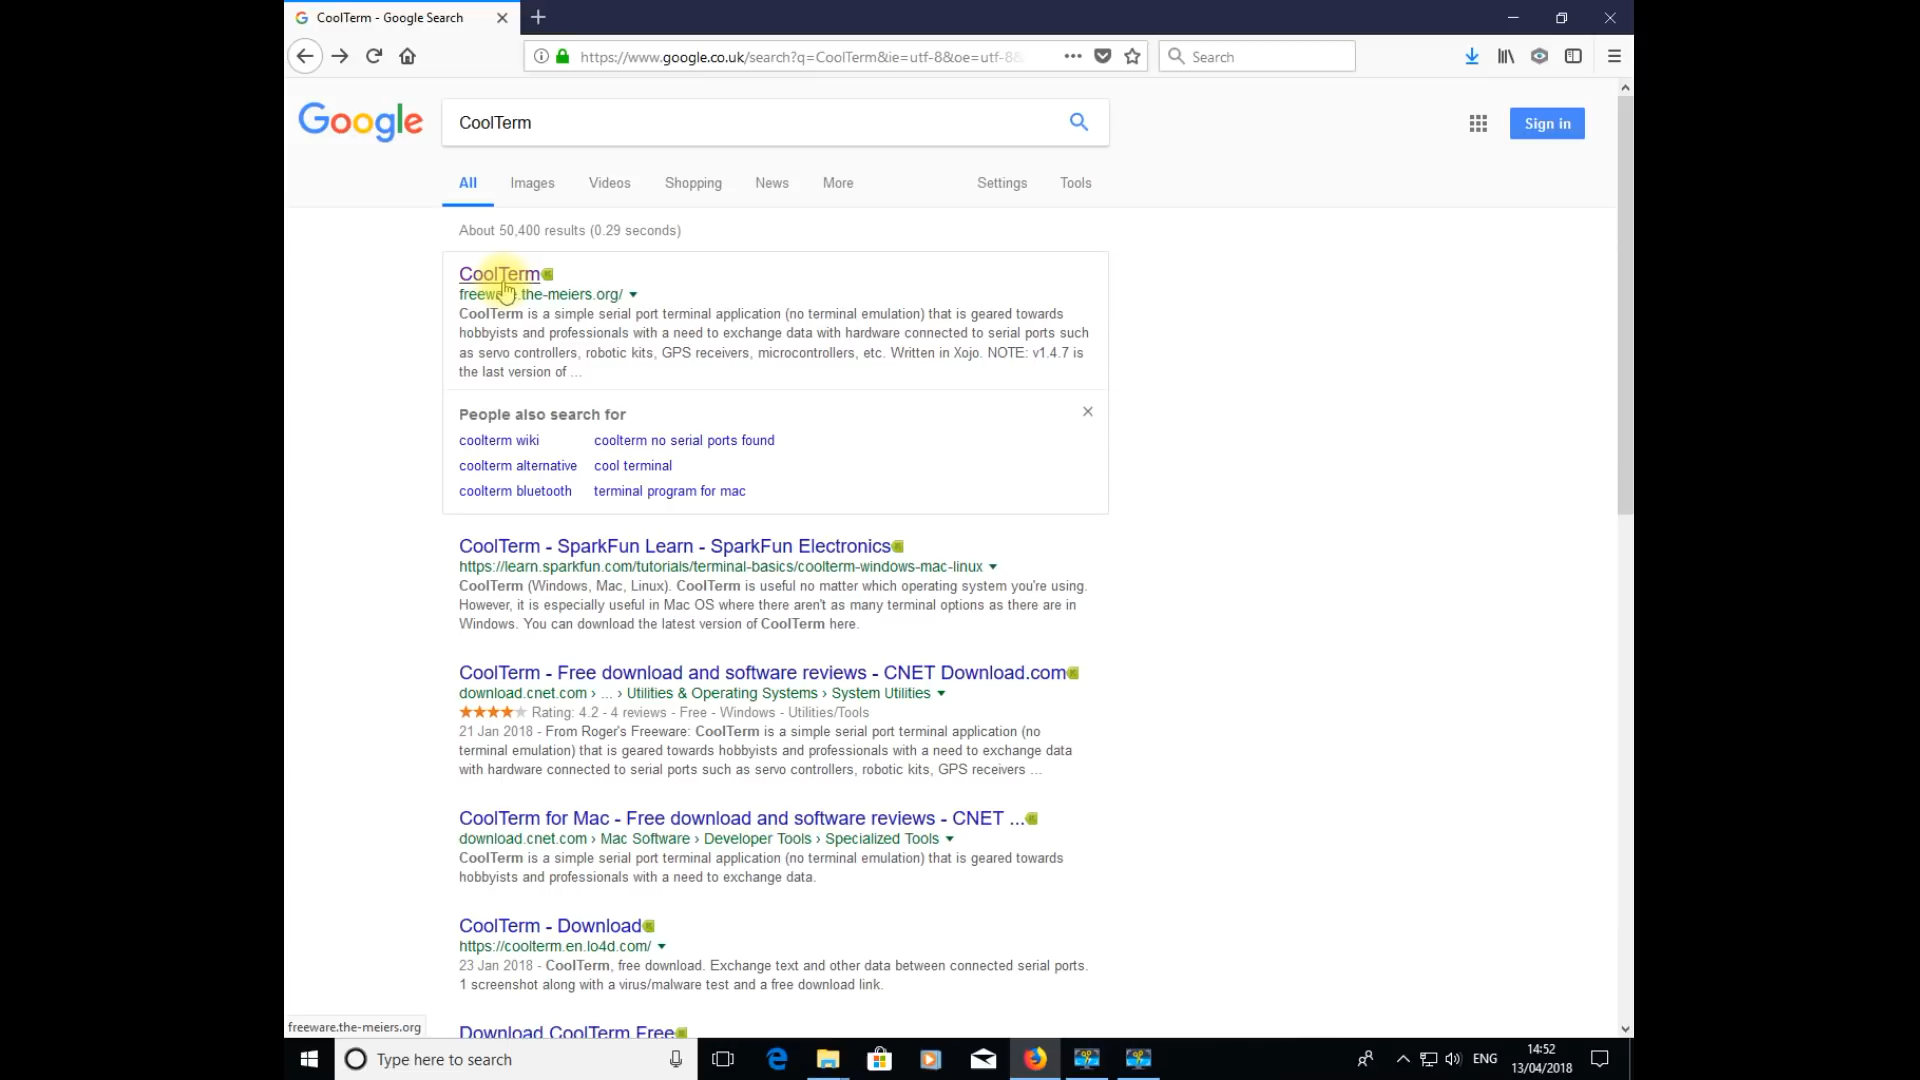 CoolTerm - Google Search
https://www.google.co.uk/search?q=CoolTerm&ie=utf-8&oe=utf-8&
Search
Google
CoolTerm
Sign in
All Images Videos Shopping News More Settings Tools
About 50,400 results (0.29 seconds)
CoolTerm
freew .the-meiers.org/
CoolTerm is a simple serial port terminal application (no terminal emulation) that is geared towards
hobbyists and professionals with a need to exchange data with hardware connected to serial ports such
as servo controllers, robotic kits, GPS receivers, microcontrollers, etc. Written in Xojo. NOTE: v1.4.7 is
the last version of ...
People also search for
coolterm wiki coolterm no serial ports found
coolterm alternative cool terminal
coolterm bluetooth terminal program for mac
CoolTerm - SparkFun Learn - SparkFun Electronics
https://learn.sparkfun.com/tutorials/terminal-basics/coolterm-windows-mac-linux
CoolTerm (Windows, Mac, Linux). CoolTerm is useful no matter which operating system you're using.
However, it is especially useful in Mac OS where there aren't as many terminal options as there are in
Windows. You can download the latest version of CoolTerm here.
CoolTerm - Free download and software reviews - CNET Download.com
download.cnet.com › ... › Utilities & Operating Systems › System Utilities
Rating: 4.2 - 4 reviews - Free - Windows - Utilities/Tools
21 Jan 2018 - From Roger's Freeware: CoolTerm is a simple serial port terminal application (no
terminal emulation) that is geared towards hobbyists and professionals with a need to exchange data
with hardware connected to serial ports such as servo controllers, robotic kits, GPS receivers ...
CoolTerm for Mac - Free download and software reviews - CNET ...
download.cnet.com › Mac Software › Developer Tools › Specialized Tools
CoolTerm is a simple serial port terminal application (no terminal emulation) that is geared towards
hobbyists and professionals with a need to exchange data.
CoolTerm - Download
https://coolterm.en.lo4d.com/
23 Jan 2018 - CoolTerm, free download. Exchange text and other data between connected serial ports.
1 screenshot along with a virus/malware test and a free download link.
Download CoolTerm Free
freeware.the-meiers.org
Type here to search
ENG
14:52
13/04/2018